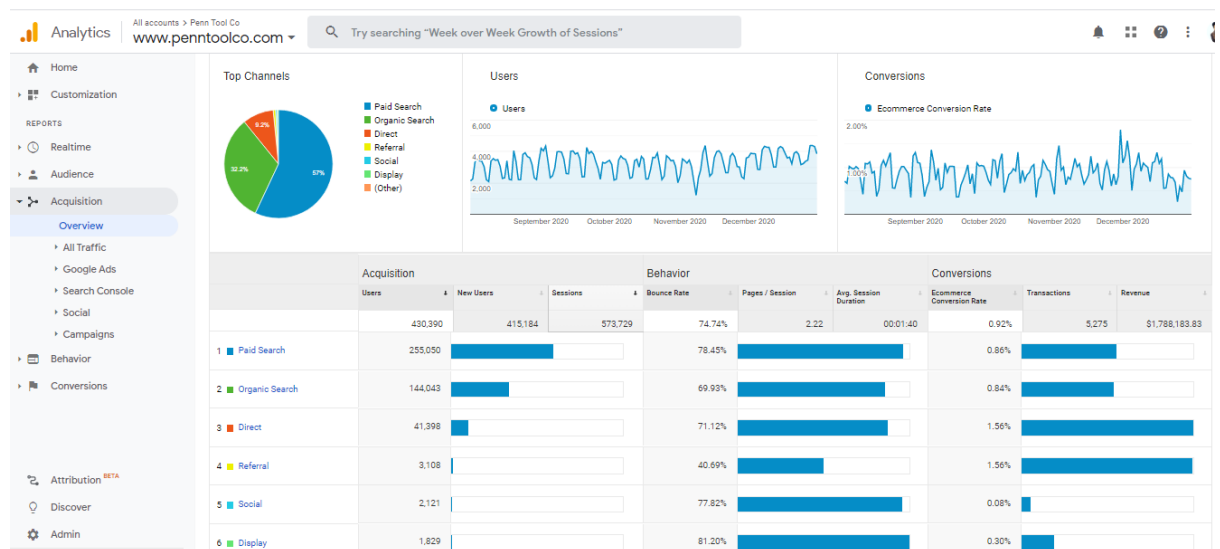 Analytics
All accounts > Penn Tool Co
www.penntoolco.com
Try searching "Week over Week Growth of Sessions"
Home
Customization
REPORTS
Realtime
Audience
Acquisition
Overview
All Traffic
Google Ads
Search Console
Social
Campaigns
Behavior
Conversions
Attribution BETA
Discover
Admin
Top Channels
9.2%
32.2%
57%
Paid Search
Organic Search
Direct
Referral
Social
Display
(Other)
Users
Users
6,000
4,000
2,000
September 2020 October 2020 November 2020 December 2020
Conversions
Ecommerce Conversion Rate
2.00%
1.00%
September 2020 October 2020 November 2020 December 2020
Acquisition Behavior Conversions
Users New Users Sessions Bounce Rate Pages / Session Avg. Session Duration Ecommerce Conversion Rate Transactions Revenue
430,390 415,184 573,729 74.74% 2.22 00:01:40 0.92% 5,275 $1,788,183.83
1 Paid Search 255,050 78.45% 0.86%
2 Organic Search 144,043 69.93% 0.84%
3 Direct 41,398 71.12% 1.56%
4 Referral 3,108 40.69% 1.56%
5 Social 2,121 77.82% 0.08%
6 Display 1,829 81.20% 0.30%